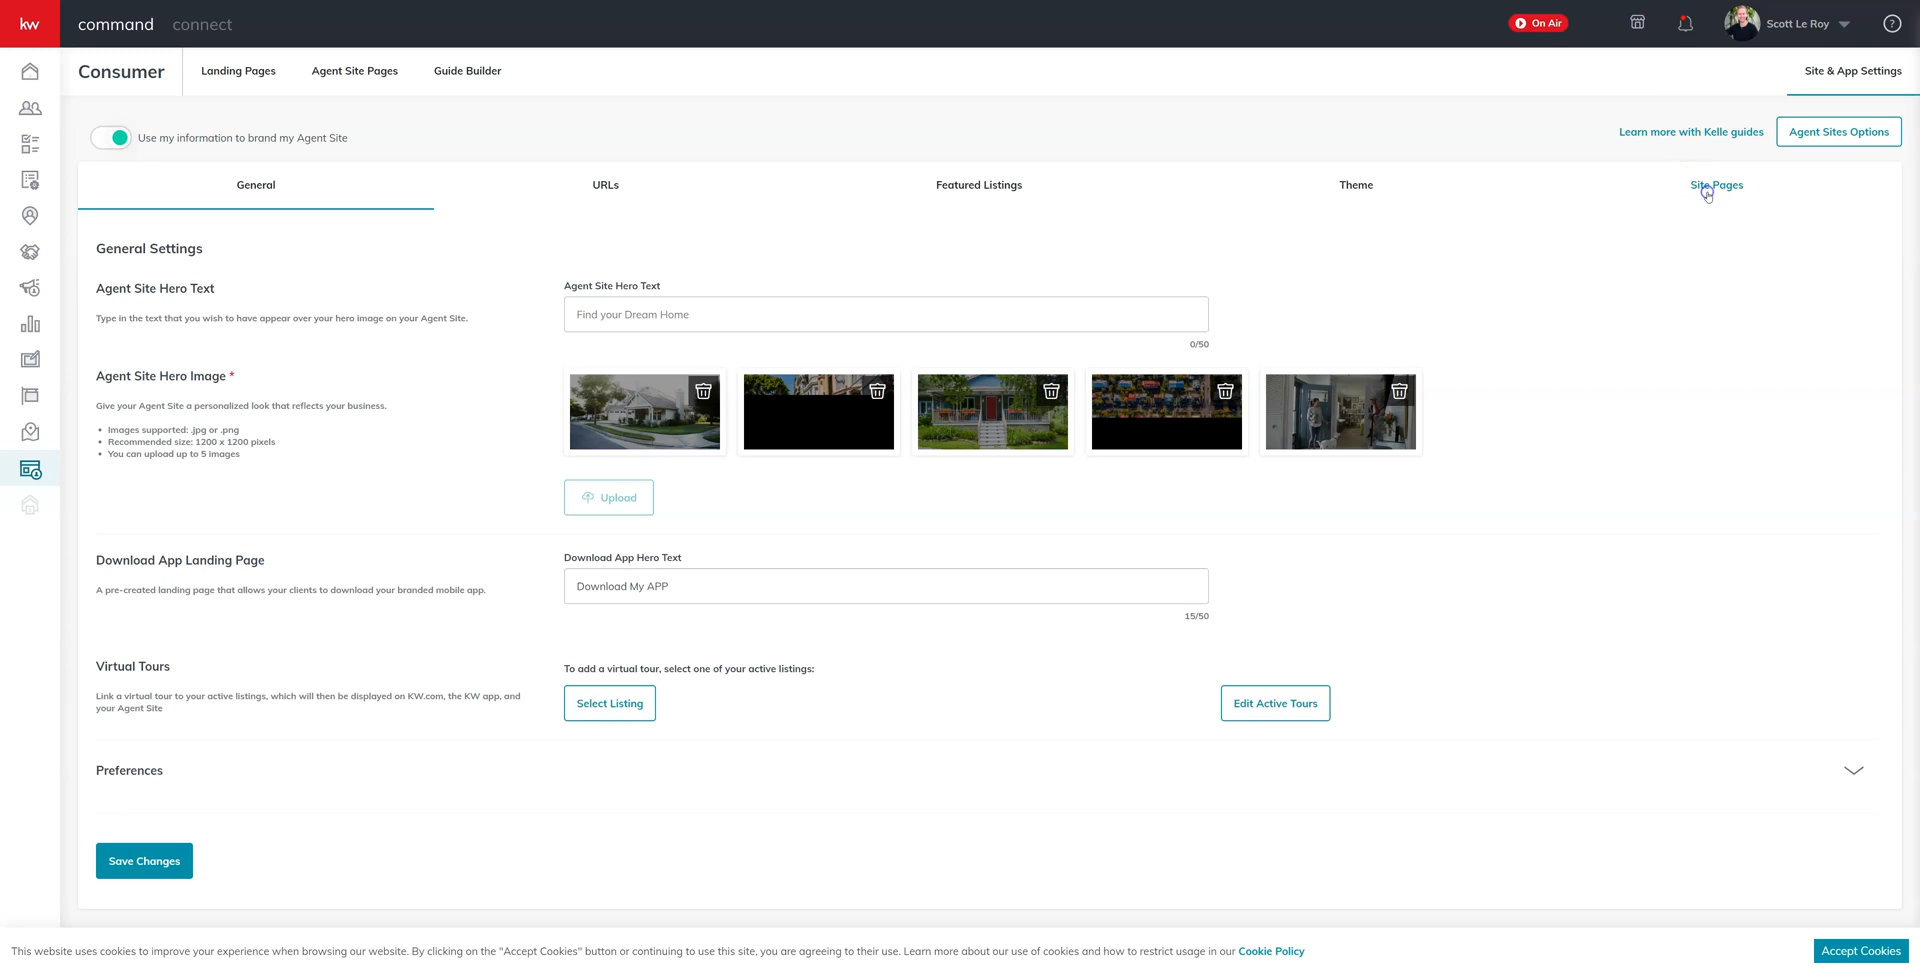 kw
command
connect
On Air
Scott Le Roy
?
Consumer
Landing Pages
Agent Site Pages
Guide Builder
Site & App Settings
Use my information to brand my Agent Site
Learn more with Kelle guides
Agent Sites Options
General
URLs
Featured Listings
Theme
Site Pages
General Settings
Agent Site Hero Text
Type in the text that you wish to have appear over your hero image on your Agent Site.
Agent Site Hero Text
Find your Dream Home
0/50
Agent Site Hero Image *
Give your Agent Site a personalized look that reflects your business.
• Images supported: .jpg or .png
• Recommended size: 1200 x 1200 pixels
• You can upload up to 5 images
Upload
Download App Landing Page
A pre-created landing page that allows your clients to download your branded mobile app.
Download App Hero Text
Download My APP
15/50
Virtual Tours
Link a virtual tour to your active listings, which will then be displayed on KW.com, the KW app, and
your Agent Site
To add a virtual tour, select one of your active listings:
Select Listing
Edit Active Tours
Preferences
Save Changes
This website uses cookies to improve your experience when browsing our website. By clicking on the "Accept Cookies" button or continuing to use this site, you are agreeing to their use. Learn more about our use of cookies and how to restrict usage in our Cookie Policy
Accept Cookies